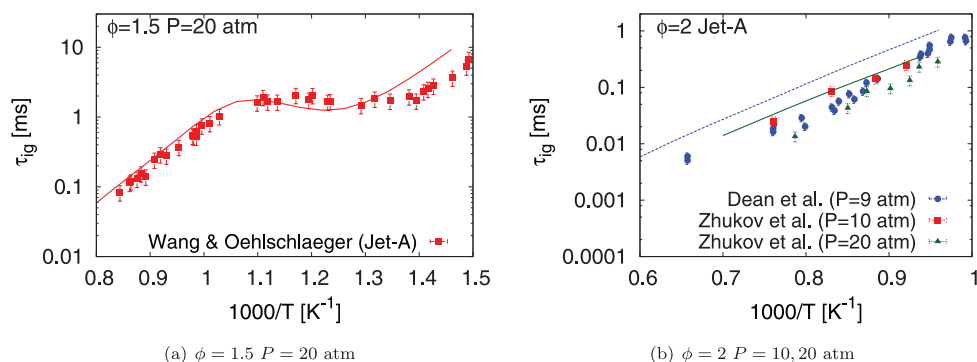 ϕ=1.5 P=20 atm
10
1
0.1
0.01
τig [ms]
Wang & Oehlschlaeger (Jet-A)
0.8 0.9 1 1.1 1.2 1.3 1.4 1.5
1000/T [K⁻¹]
(a) ϕ = 1.5 P = 20 atm
ϕ=2 Jet-A
1
0.1
0.01
0.001
0.0001
τig [ms]
Dean et al. (P=9 atm)
Zhukov et al. (P=10 atm)
Zhukov et al. (P=20 atm)
0.6 0.7 0.8 0.9 1
1000/T [K⁻¹]
(b) ϕ = 2 P = 10, 20 atm